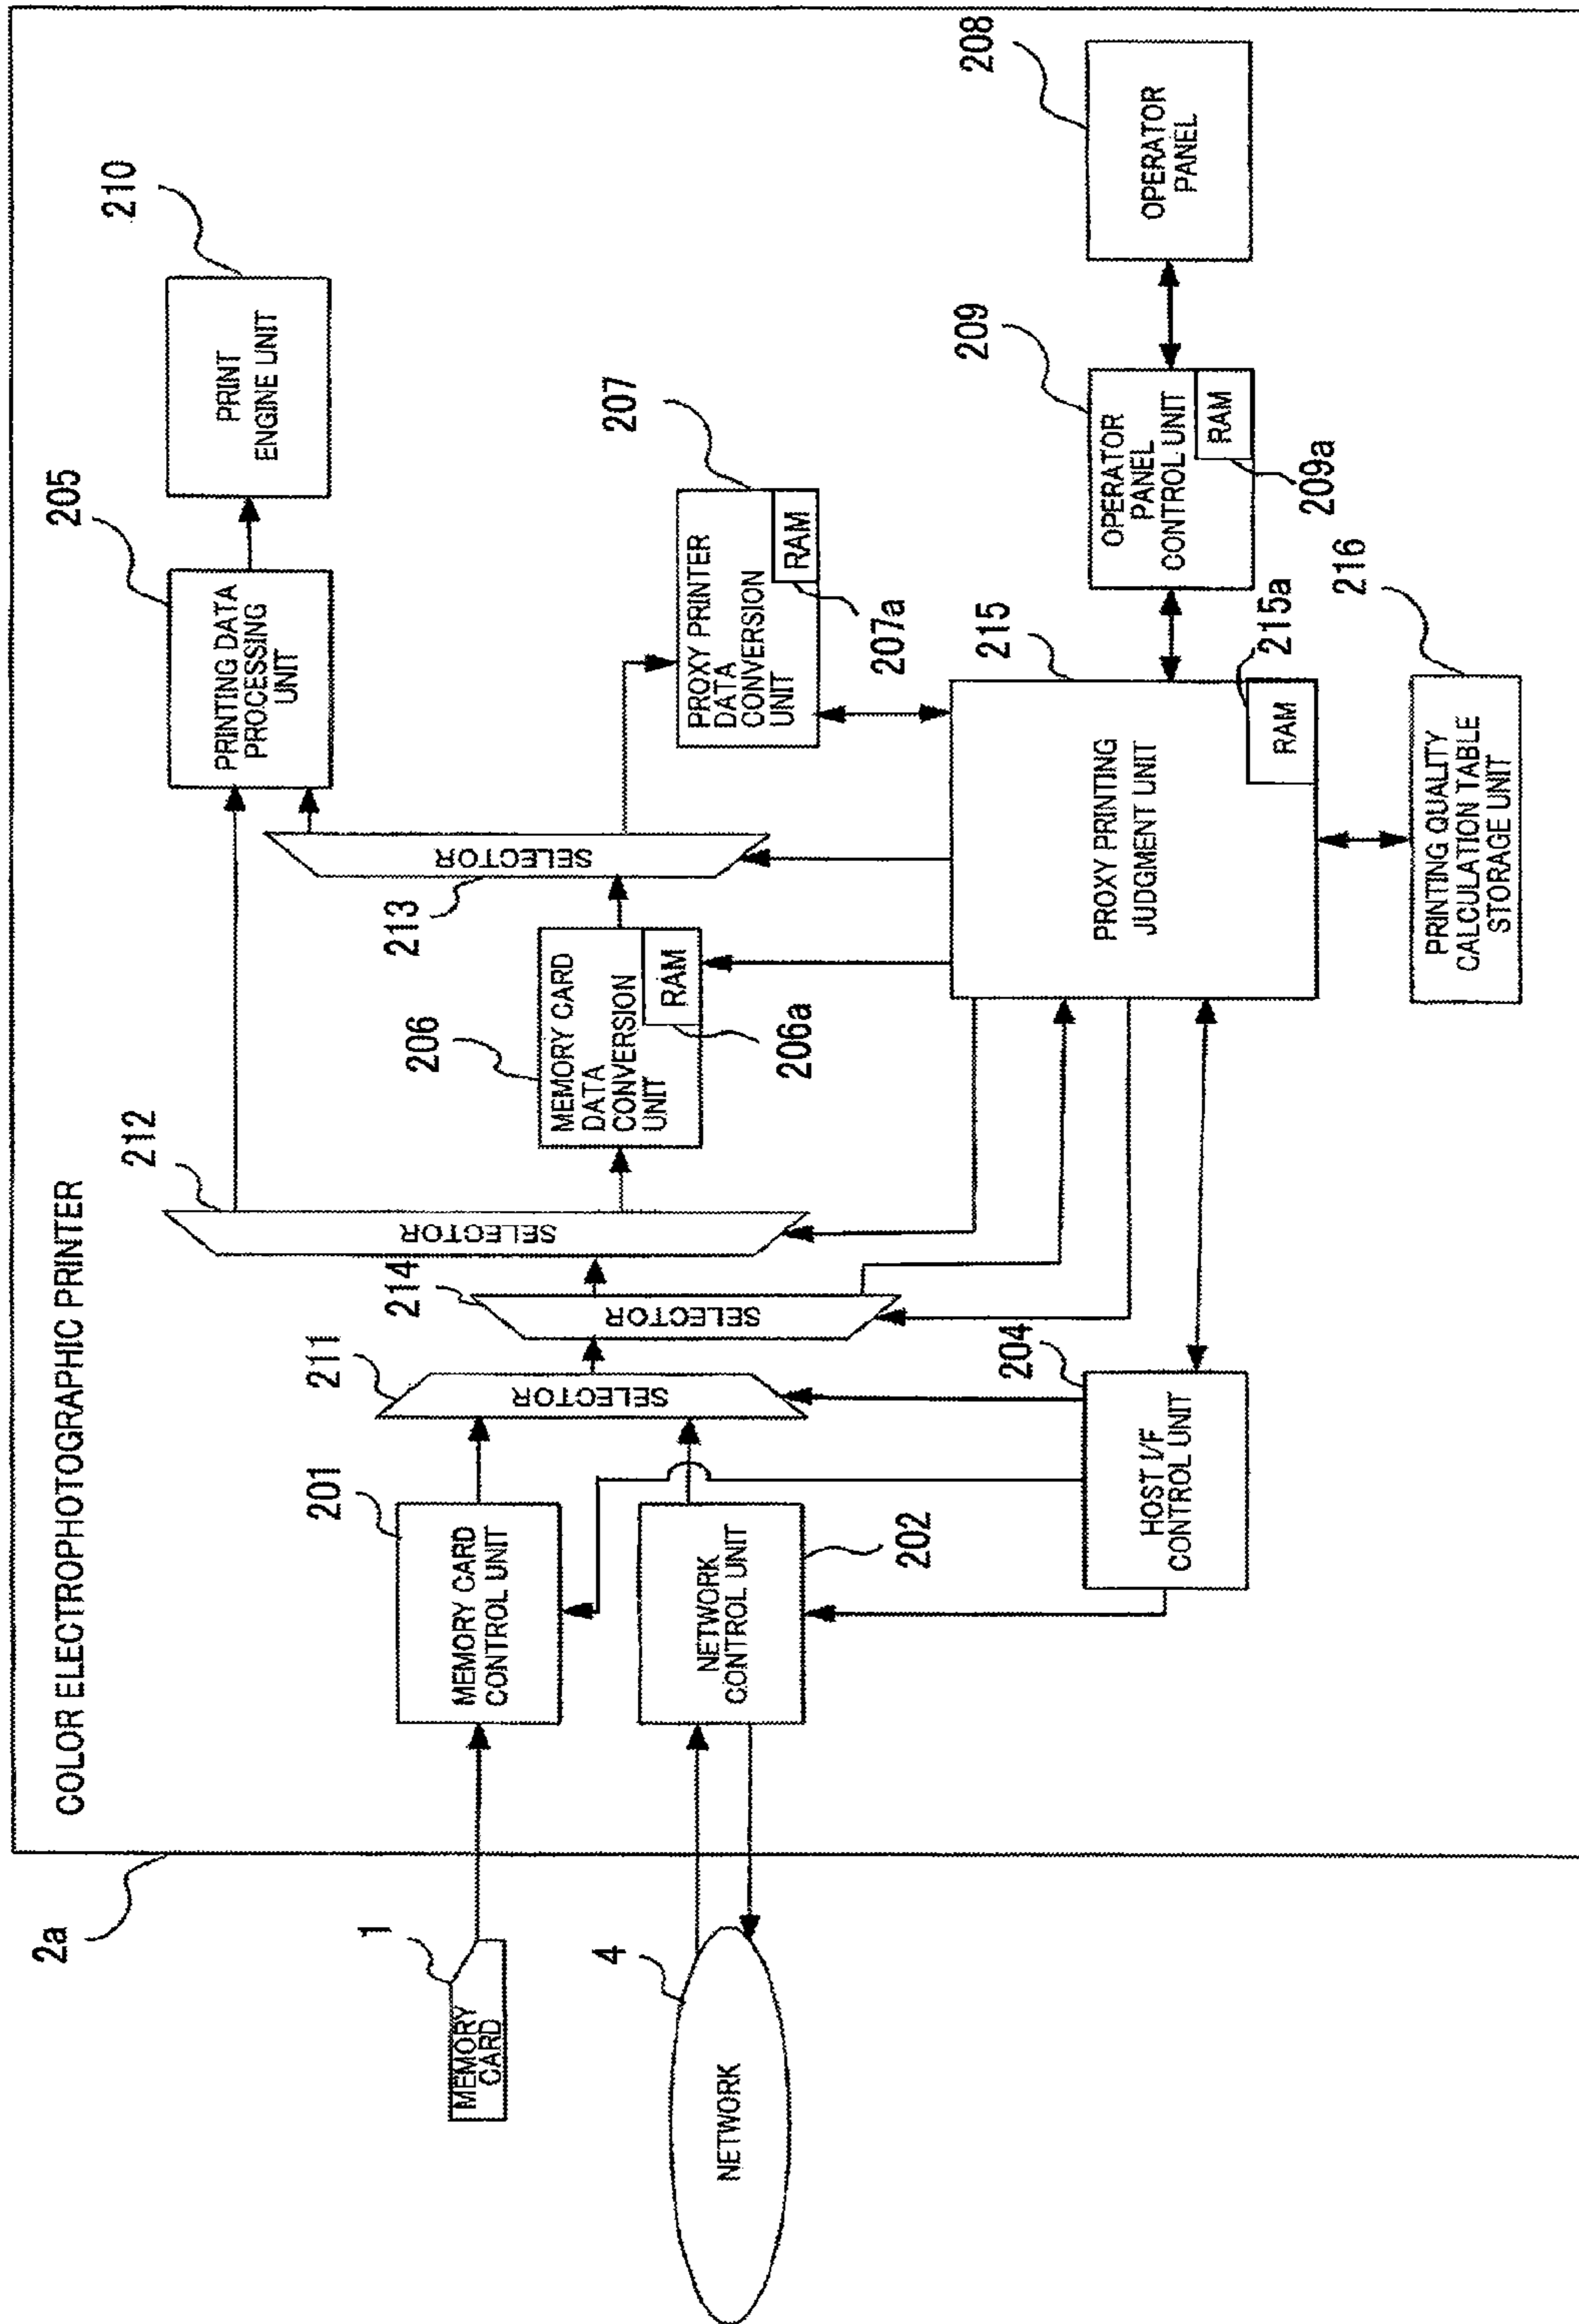 COLOR ELECTROPHOTOGRAPHIC PRINTER
2a
1
MEMORY
CARD
4
NETWORK
201
MEMORY CARD
CONTROL UNIT
202
NETWORK
CONTROL UNIT
204
HOST I/F
CONTROL UNIT
211
SELECTOR
214
SELECTOR
212
SELECTOR
206
MEMORY CARD
DATA
CONVERSION
UNIT
RAM
206a
213
SELECTOR
205
PRINTING DATA
PROCESSING
UNIT
210
PRINT
ENGINE UNIT
207
PROXY PRINTER
DATA
CONVERSION
UNIT
RAM
207a
215
PROXY PRINTING
JUDGMENT UNIT
RAM
215a
216
PRINTING QUALITY
CALCULATION TABLE
STORAGE UNIT
209
OPERATOR
PANEL
CONTROL UNIT
RAM
209a
208
OPERATOR
PANEL